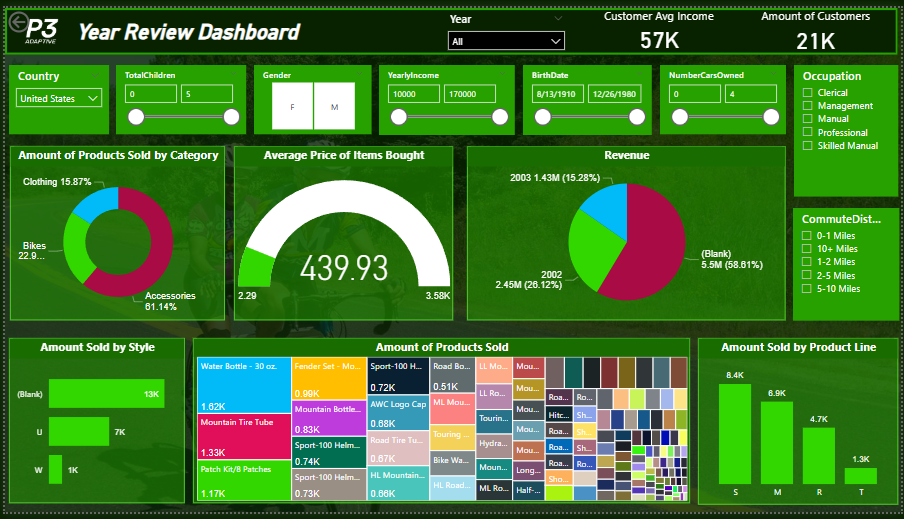 P3
ADAPTIVE
Year Review Dashboard
Year
All
Customer Avg Income
57K
Amount of Customers
21K
Country
United States
TotalChildren
0
5
Gender
F
M
YearlyIncome
10000
170000
BirthDate
8/13/1910
12/26/1980
NumberCarsOwned
0
4
Occupation
Clerical
Management
Manual
Professional
Skilled Manual
Amount of Products Sold by Category
Clothing 15.87%
Bikes
22.9...
Accessories
61.14%
Average Price of Items Bought
439.93
2.29
3.58K
Revenue
2003 1.43M (15.28%)
(Blank)
5.5M (58.61%)
2002
2.45M (26.12%)
CommuteDist...
0-1 Miles
10+ Miles
1-2 Miles
2-5 Miles
5-10 Miles
Amount Sold by Style
(Blank)
13K
U
7K
W
1K
Amount of Products Sold
Water Bottle - 30 oz.
1.62K
Mountain Tire Tube
1.33K
Patch Kit/8 Patches
1.17K
Fender Set - Mo...
0.99K
Mountain Bottle...
0.83K
Sport-100 Helm...
0.74K
Sport-100 Helm...
0.73K
Sport-100 H...
0.72K
AWC Logo Cap
0.68K
Road Tire Tu...
0.67K
HL Mountain...
0.66K
Road Bo...
0.51K
ML Mou...
Touring ...
Bike Wa...
HL Road...
LL Mo...
LL Ro...
Tourin...
Hydra...
Moun...
ML Ro...
Mou...
Mou...
Mou...
Mou...
Mou...
Long...
Half-...
Roa...
Hitc...
Roa...
Roa...
Roa...
Sho...
Ro...
Sh...
Sh...
Sh...
Ro...
Amount Sold by Product Line
8.4K
6.9K
4.7K
1.3K
S
M
R
T